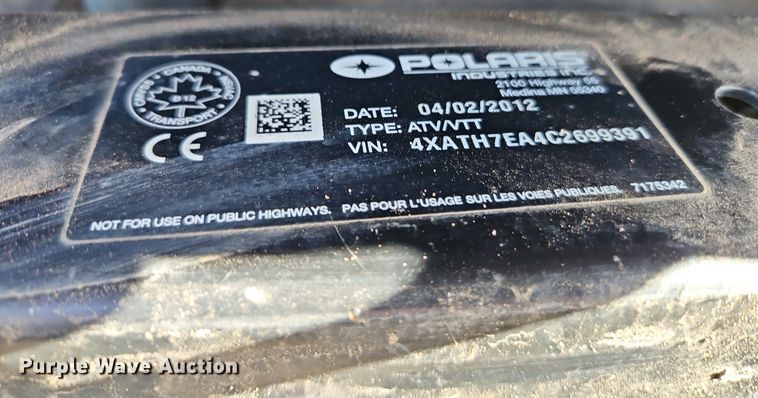 CANADA
TRANSPORT
B12
CE
POLARIS
INDUSTRIES INC.
2100 Highway 55
Medina MN 55340
DATE: 04/02/2012
TYPE: ATV/VTT
VIN: 4XATH7EA4C2699391
NOT FOR USE ON PUBLIC HIGHWAYS. PAS POUR L'USAGE SUR LES VOIES PUBLIQUES. 7175342
Purple Wave Auction